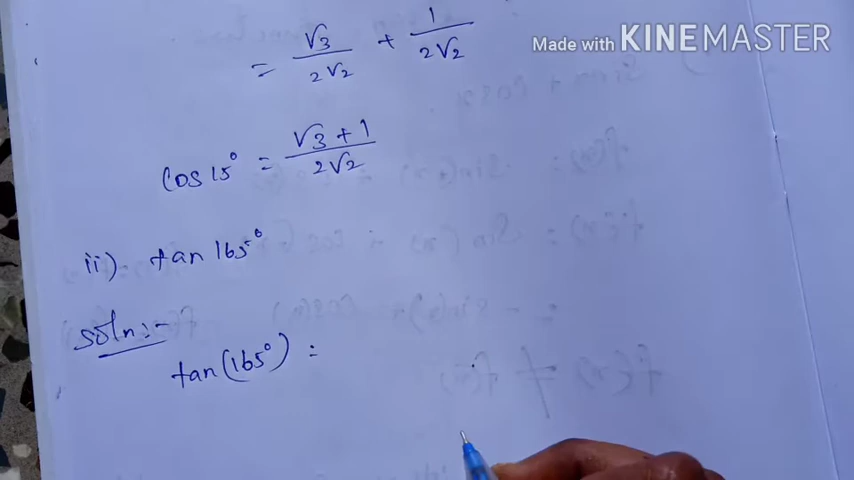 Made with KINEMASTER
= √3/2√2 + 1/2√2
Cos 15° = √3 + 1/2√2
ii) tan 165°
Soln:-
tan(165°) =